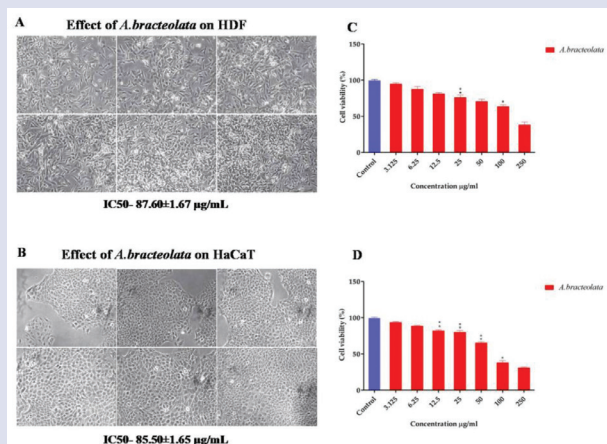 A
Effect of A.bracteolata on HDF
IC50- 87.60±1.67 µg/mL
B
Effect of A.bracteolata on HaCaT
IC50- 85.50±1.65 µg/mL
C
Cell viability (%)
150
100
50
0
Control
3.125
6.25
12.5
25
50
100
250
Concentration µg/ml
A.bracteolata
D
Cell viability (%)
150
100
50
0
Control
3.125
6.25
12.5
25
50
100
250
Concentration µg/ml
A.bracteolata